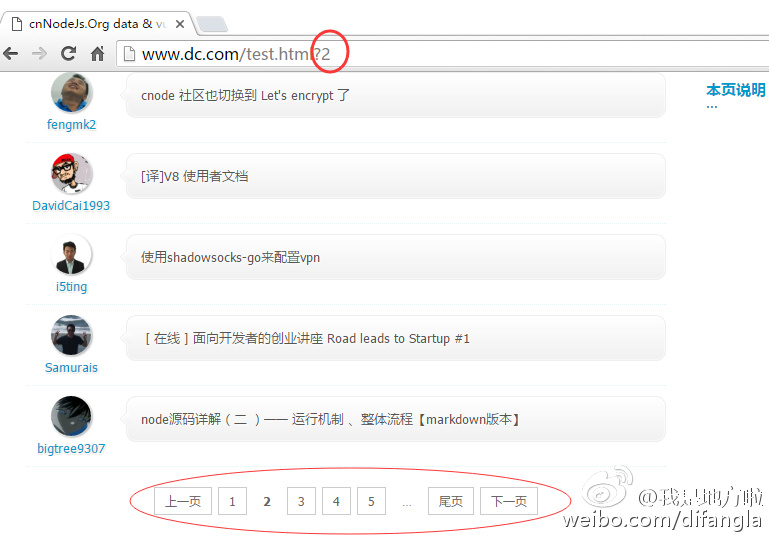 cnNodeJs.Org data & vu
www.dc.com/test.html?2
cnode 社区也切换到 Let's encrypt 了
本页说明
...
fengmk2
[译]V8 使用者文档
DavidCai1993
使用shadowsocks-go来配置vpn
i5ting
[ 在线 ] 面向开发者的创业讲座 Road leads to Startup #1
Samurais
node源码详解（二 ）—— 运行机制 、整体流程【markdown版本】
bigtree9307
上一页 1 2 3 4 5 ... 尾页 下一页
@我是地方啦
weibo.com/difangla